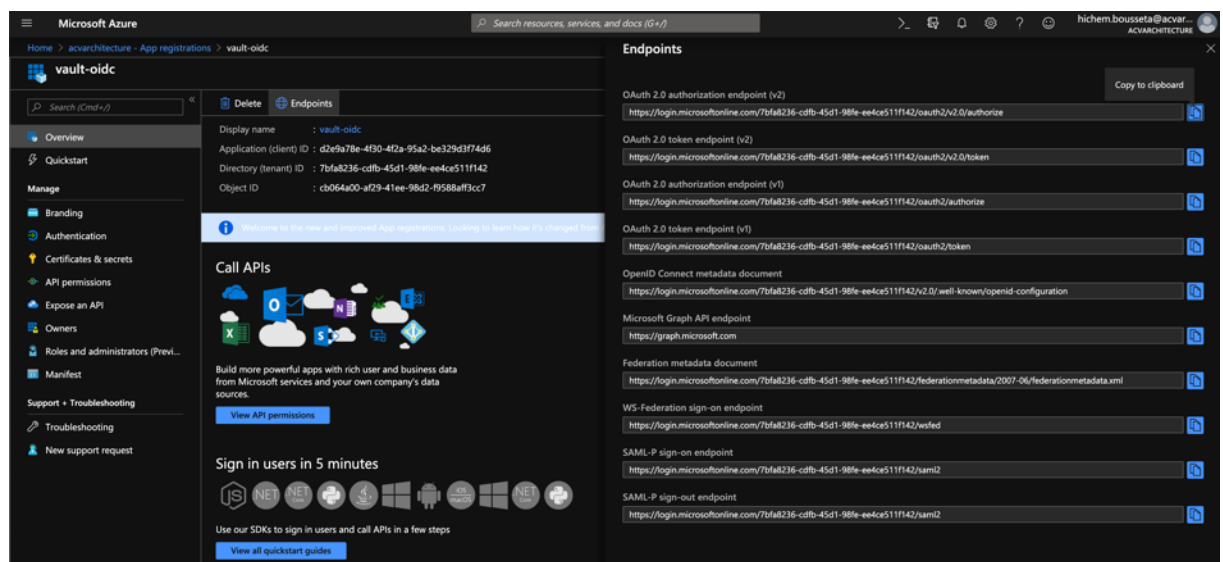 Microsoft Azure
Search resources, services, and docs (G+/)
hichem.bousseta@acvar...
ACVARCHITECTURE
Home > acvarchitecture - App registrations > vault-oidc
vault-oidc
Search (Cmd+/)
Overview
Quickstart
Manage
Branding
Authentication
Certificates & secrets
API permissions
Expose an API
Owners
Roles and administrators (Previ...
Manifest
Support + Troubleshooting
Troubleshooting
New support request
Delete
Endpoints
Display name : vault-oidc
Application (client) ID : d2e9a78e-4f30-4f2a-95a2-be329d3f74d6
Directory (tenant) ID : 7bfa8236-cdfb-45d1-98fe-ee4ce511f142
Object ID : cb064a00-af29-41ee-98d2-f9588aff3cc7
Welcome to the new and improved App registrations. Looking to learn how it's changed from
Call APIs
Build more powerful apps with rich user and business data
from Microsoft services and your own company's data
sources.
View API permissions
Sign in users in 5 minutes
JS
NET
NET Core
iOS
macOS
NET Core
Use our SDKs to sign in users and call APIs in a few steps
View all quickstart guides
Endpoints
Copy to clipboard
OAuth 2.0 authorization endpoint (v2)
https://login.microsoftonline.com/7bfa8236-cdfb-45d1-98fe-ee4ce511f142/oauth2/v2.0/authorize
OAuth 2.0 token endpoint (v2)
https://login.microsoftonline.com/7bfa8236-cdfb-45d1-98fe-ee4ce511f142/oauth2/v2.0/token
OAuth 2.0 authorization endpoint (v1)
https://login.microsoftonline.com/7bfa8236-cdfb-45d1-98fe-ee4ce511f142/oauth2/authorize
OAuth 2.0 token endpoint (v1)
https://login.microsoftonline.com/7bfa8236-cdfb-45d1-98fe-ee4ce511f142/oauth2/token
OpenID Connect metadata document
https://login.microsoftonline.com/7bfa8236-cdfb-45d1-98fe-ee4ce511f142/v2.0/.well-known/openid-configuration
Microsoft Graph API endpoint
https://graph.microsoft.com
Federation metadata document
https://login.microsoftonline.com/7bfa8236-cdfb-45d1-98fe-ee4ce511f142/federationmetadata/2007-06/federationmetadata.xml
WS-Federation sign-on endpoint
https://login.microsoftonline.com/7bfa8236-cdfb-45d1-98fe-ee4ce511f142/wsfed
SAML-P sign-on endpoint
https://login.microsoftonline.com/7bfa8236-cdfb-45d1-98fe-ee4ce511f142/saml2
SAML-P sign-out endpoint
https://login.microsoftonline.com/7bfa8236-cdfb-45d1-98fe-ee4ce511f142/saml2